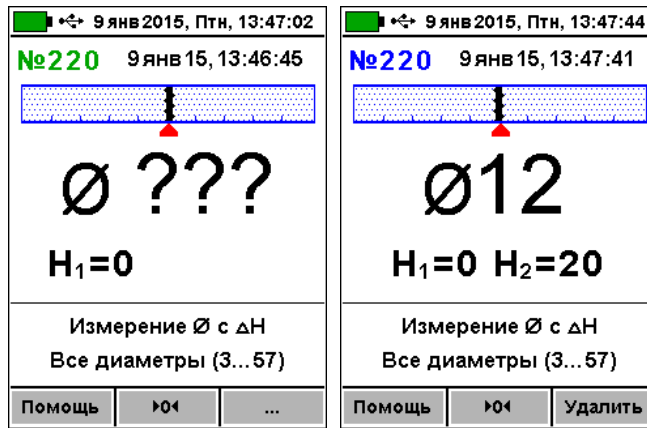 9 янв 2015, Птн, 13:47:02
№220 9 янв 15, 13:46:45
Ø ???
H₁=0
Измерение Ø с ΔH
Все диаметры (3...57)
Помощь ▸0◂ ...
9 янв 2015, Птн, 13:47:44
№220 9 янв 15, 13:47:41
Ø12
H₁=0 H₂=20
Измерение Ø с ΔH
Все диаметры (3...57)
Помощь ▸0◂ Удалить